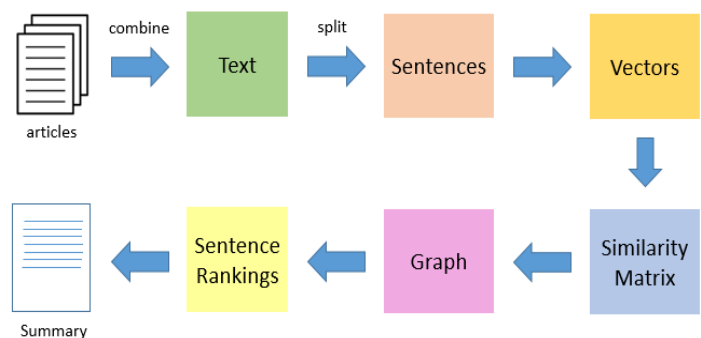 combine
split
Text
Sentences
Vectors
articles
Sentence
Rankings
Graph
Similarity
Matrix
Summary